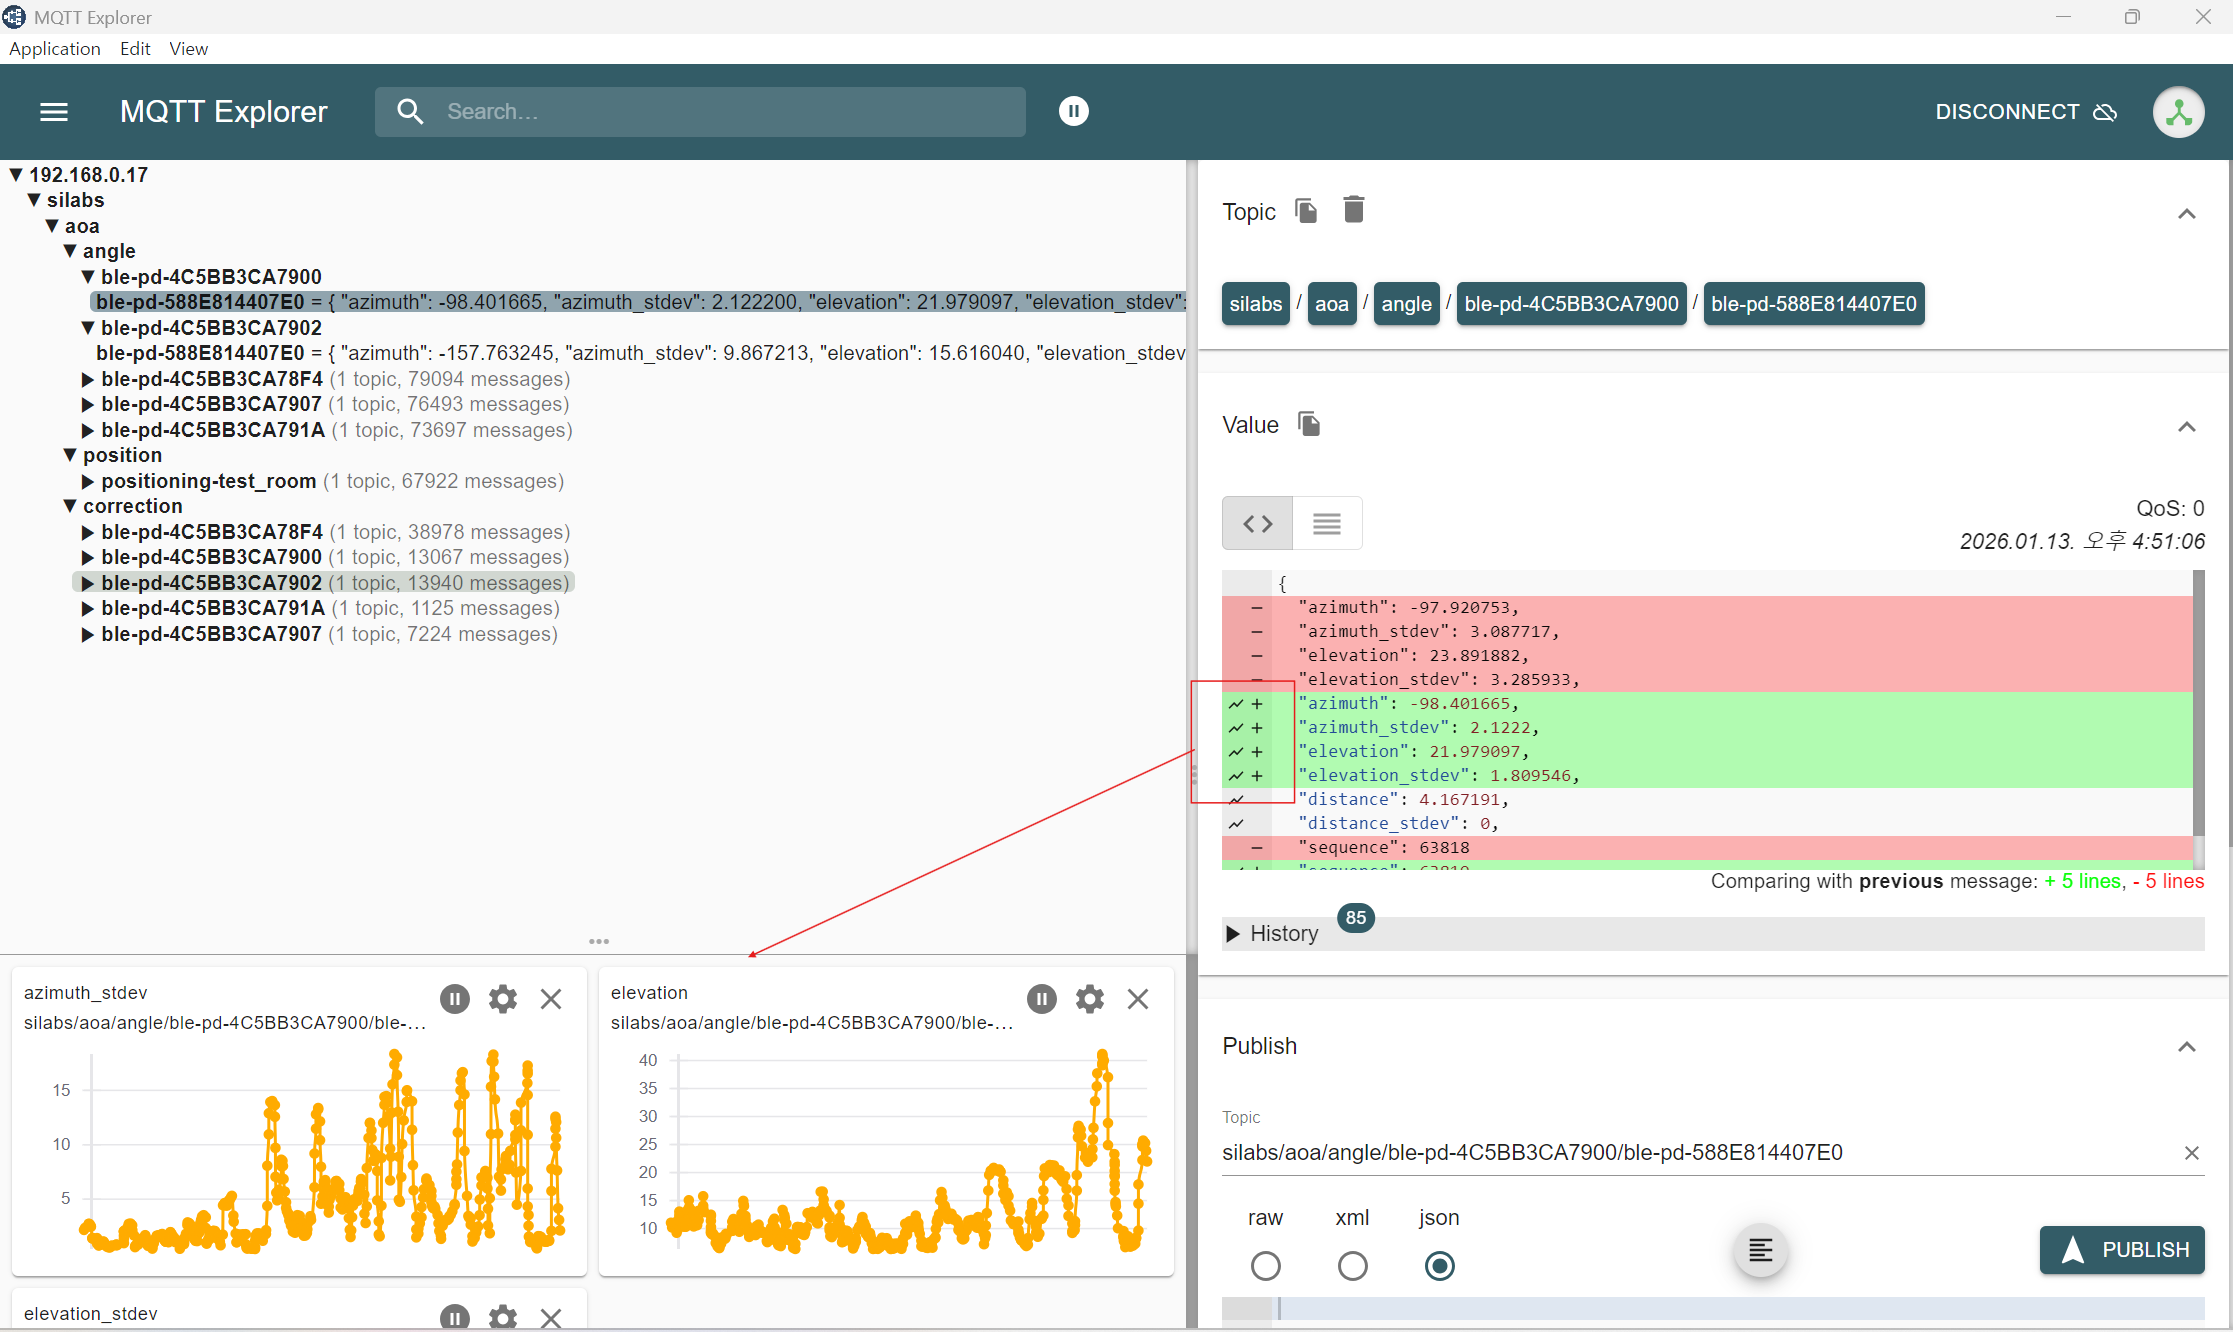 MQTT Explorer
Application Edit View
MQTT Explorer
Search...
DISCONNECT
192.168.0.17
silabs
aoa
angle
ble-pd-4C5BB3CA7900
ble-pd-588E814407E0 = { "azimuth": -98.401665, "azimuth_stdev": 2.122200, "elevation": 21.979097, "elevation_stdev":
ble-pd-4C5BB3CA7902
ble-pd-588E814407E0 = { "azimuth": -157.763245, "azimuth_stdev": 9.867213, "elevation": 15.616040, "elevation_stdev
ble-pd-4C5BB3CA78F4 (1 topic, 79094 messages)
ble-pd-4C5BB3CA7907 (1 topic, 76493 messages)
ble-pd-4C5BB3CA791A (1 topic, 73697 messages)
position
positioning-test_room (1 topic, 67922 messages)
correction
ble-pd-4C5BB3CA78F4 (1 topic, 38978 messages)
ble-pd-4C5BB3CA7900 (1 topic, 13067 messages)
ble-pd-4C5BB3CA7902 (1 topic, 13940 messages)
ble-pd-4C5BB3CA791A (1 topic, 1125 messages)
ble-pd-4C5BB3CA7907 (1 topic, 7224 messages)
azimuth_stdev
silabs/aoa/angle/ble-pd-4C5BB3CA7900/ble-...
15
10
5
elevation
silabs/aoa/angle/ble-pd-4C5BB3CA7900/ble-...
40
35
30
25
20
15
10
elevation_stdev
Topic
silabs / aoa / angle / ble-pd-4C5BB3CA7900 / ble-pd-588E814407E0
Value
QoS: 0
2026.01.13. 오후 4:51:06
{
- "azimuth": -97.920753,
- "azimuth_stdev": 3.087717,
- "elevation": 23.891882,
- "elevation_stdev": 3.285933,
+ "azimuth": -98.401665,
+ "azimuth_stdev": 2.1222,
+ "elevation": 21.979097,
+ "elevation_stdev": 1.809546,
"distance": 4.167191,
"distance_stdev": 0,
- "sequence": 63818
Comparing with previous message: + 5 lines, - 5 lines
History 85
Publish
Topic
silabs/aoa/angle/ble-pd-4C5BB3CA7900/ble-pd-588E814407E0
raw xml json
PUBLISH